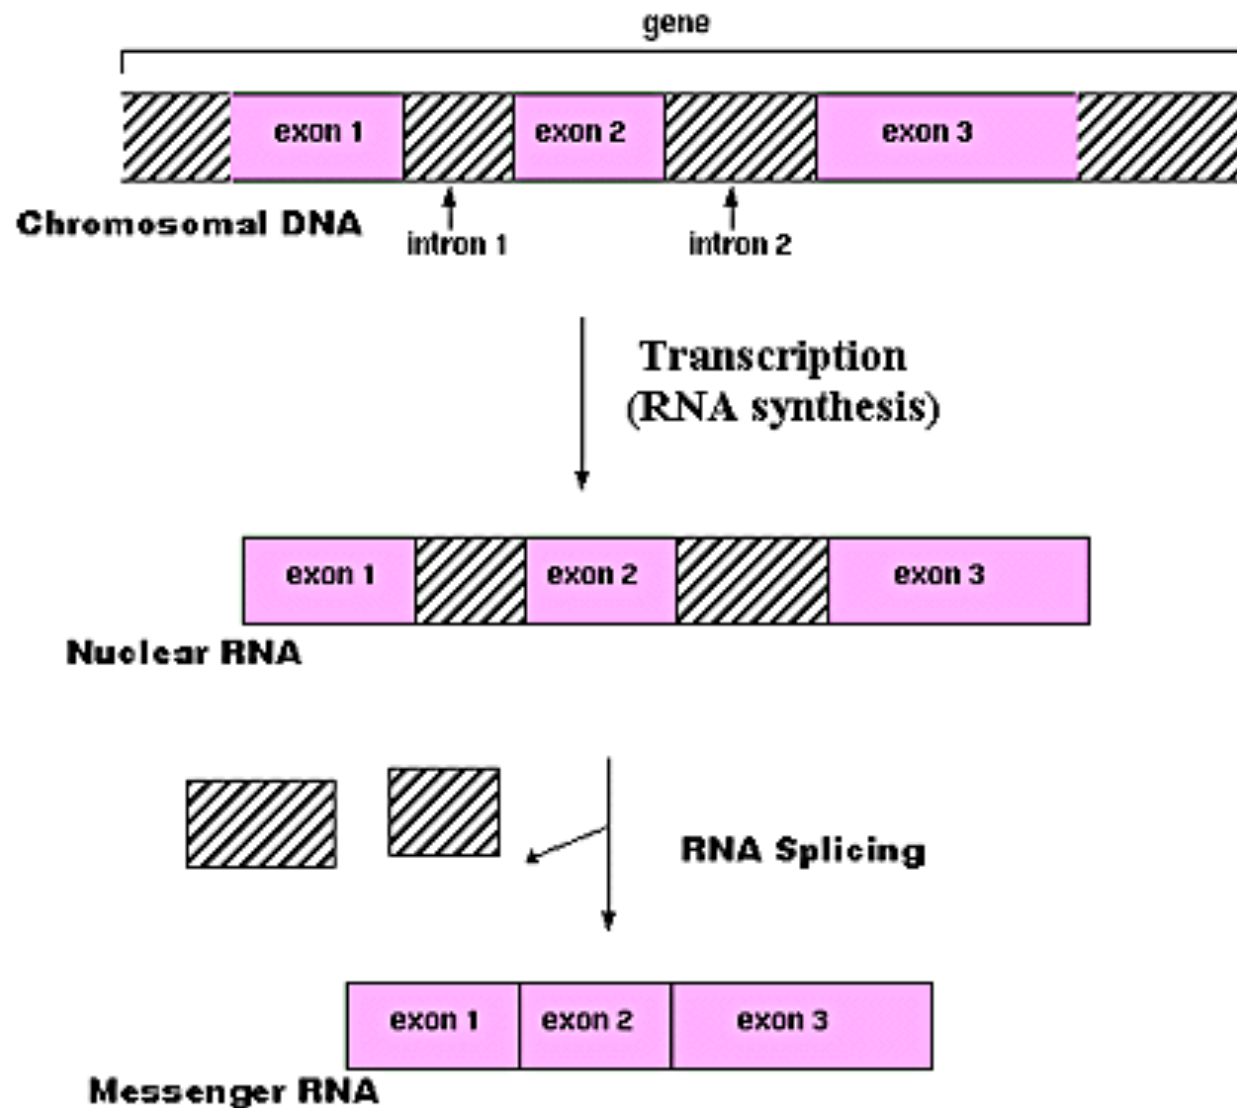 gene
exon 1
exon 2
exon 3
Chromosomal DNA
intron 1
intron 2
Transcription
(RNA synthesis)
exon 1
exon 2
exon 3
Nuclear RNA
RNA Splicing
exon 1
exon 2
exon 3
Messenger RNA